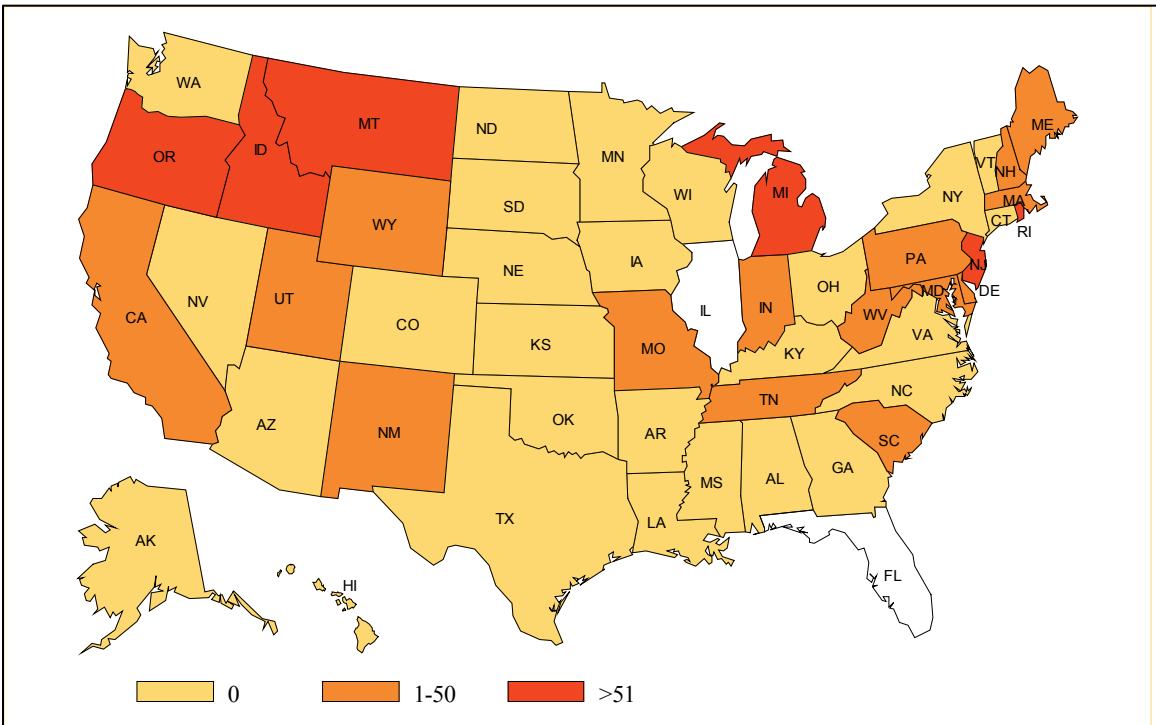 WA
MT
ND
MN
ME
OR
ID
WI
MI
VT
NH
NY
MA
SD
WY
CT
RI
IA
PA
NE
NJ
NV
UT
OH
MD
DE
CA
CO
IL
IN
WV
KS
MO
VA
KY
NC
AZ
NM
OK
TN
AR
SC
GA
MS
AL
TX
LA
AK
HI
FL
0
1-50
>51